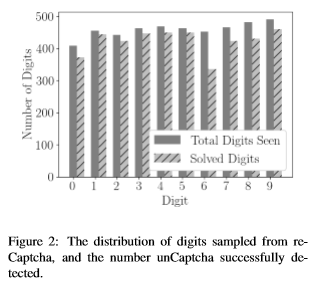 500
400
300
200
100
0
Number of Digits
Total Digits Seen
Solved Digits
0 1 2 3 4 5 6 7 8 9
Digit
Figure 2: The distribution of digits sampled from re-
Captcha, and the number unCaptcha successfully de-
tected.